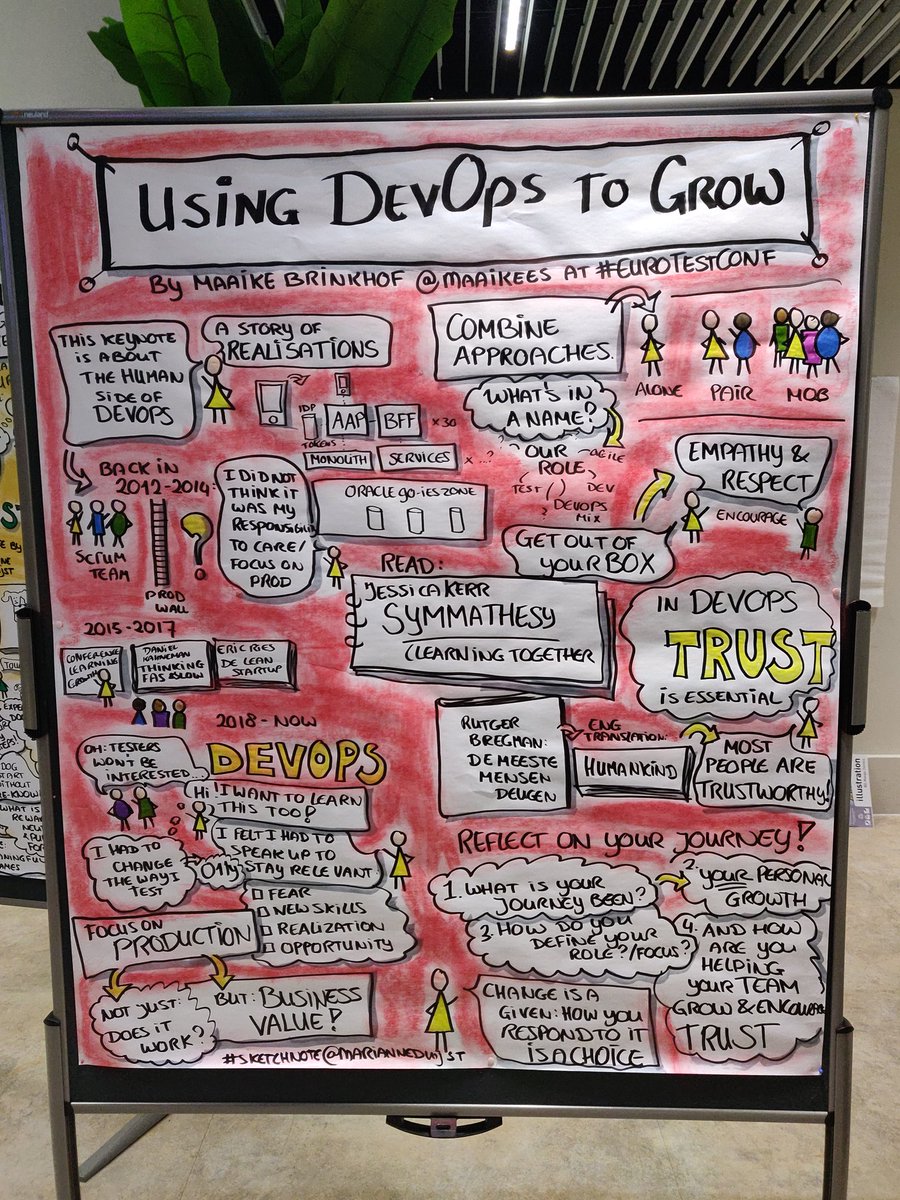 neuland
USING DEVOPS TO GROW
By MAAIKE BRINKHOF @MAAIKEES AT #EUROTESTCONF
THIS KEYNOTE
IS ABOUT
THE HUMAN
SIDE OF
DEVOPS
A STORY OF
REALISATIONS
IDP
AAP
BFF
x 30
TOKENS
MONOLITH
SERVICES
x ...?
ORACLE go-ies ZONE
COMBINE
APPROACHES.
ALONE
PAIR
MOB
WHAT'S IN
A NAME?
OUR
ROLE
AGILE
TEST
DEV
DEVOPS
MIX
EMPATHY &
RESPECT
ENCOURAGE
GET OUT OF
yOUR BOX
BACK IN
2012-2014:
SCRUM
TEAM
PROD
WALL
?
I DID NOT
THINK IT
WAS MY
RESPONSIBILITY
TO CARE/
FOCUS ON
PROD
READ:
JESSICA KERR
SYMMATHESY
(LEARNING TOGETHER
IN DEVOPS
TRUST
IS ESSENTIAL
2015-2017
CONFERENCE
LEARNING
GROWTH
DANIEL
KAHNEMAN
THINKING
FAS &SLOW
ERIC RIES
DE LEAN
STARTUP
2018-NOW
DEVOPS
RUTGER
BREGMAN:
DE MEESTE
MENSEN
DEUGEN
ENG
TRANSLATION:
HUMANKIND
MOST
PEOPLE ARE
TRUSTWORTHY!
OH: TESTERS
WON'T BE
INTERESTED...
Hi! I WANT TO LEARN
THIS TOO!
I FELT I HAD TO
SPEAK UP TO
STAY RELEVANT
I HAD TO
CHANGE
THE WAY I
TEST
FEAR
NEW SKILLS
REALIZATION
OPPORTUNITY
FOCUS ON
PRODUCTION
NOT JUST:
DOES IT
WORK?
BUT: BUSINESS
VALUE!
REFLECT ON YOUR JOURNEY!
1. WHAT IS YOUR
JOURNEY BEEN?
2. YOUR PERSONAL
GROWTH
3. HOW DO YOU
DEFINE YOUR
ROLE?/FOCUS?
4. AND HOW
ARE YOU
HELPING
YOUR TEAM
GROW & ENCOURAGE
TRUST
CHANGE IS A
GIVEN: HOW YOU
RESPOND TO IT
IS A CHOICE
illustration